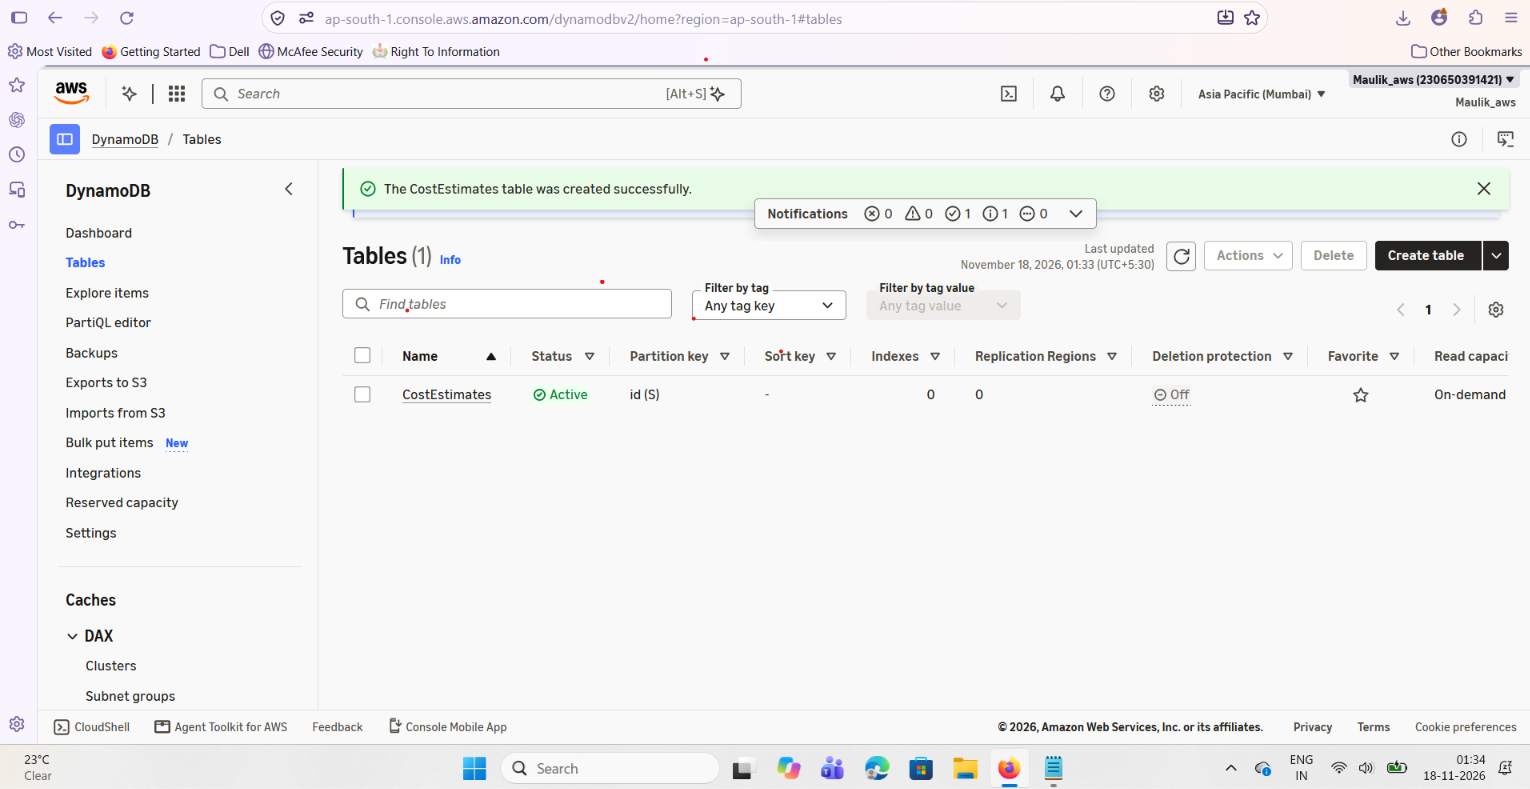 ap-south-1.console.aws.amazon.com/dynamodbv2/home?region=ap-south-1#tables
Most Visited Getting Started Dell McAfee Security Right To Information Other Bookmarks
aws Search [Alt+S] Asia Pacific (Mumbai) Maulik_aws (230650391421)
Maulik_aws
DynamoDB / Tables
DynamoDB
Dashboard
Tables
Explore items
PartiQL editor
Backups
Exports to S3
Imports from S3
Bulk put items New
Integrations
Reserved capacity
Settings
Caches
DAX
Clusters
Subnet groups
The CostEstimates table was created successfully.
Notifications 0 0 1 1 0
Tables (1) Info
Last updated
November 18, 2026, 01:33 (UTC+5:30)
Actions Delete Create table
Find tables
Filter by tag
Any tag key
Filter by tag value
Any tag value
1
Name Status Partition key Sort key Indexes Replication Regions Deletion protection Favorite Read capaci
CostEstimates Active id (S) - 0 0 Off On-demand
CloudShell Agent Toolkit for AWS Feedback Console Mobile App © 2026, Amazon Web Services, Inc. or its affiliates. Privacy Terms Cookie preferences
23°C
Clear
Search
ENG
IN
01:34
18-11-2026